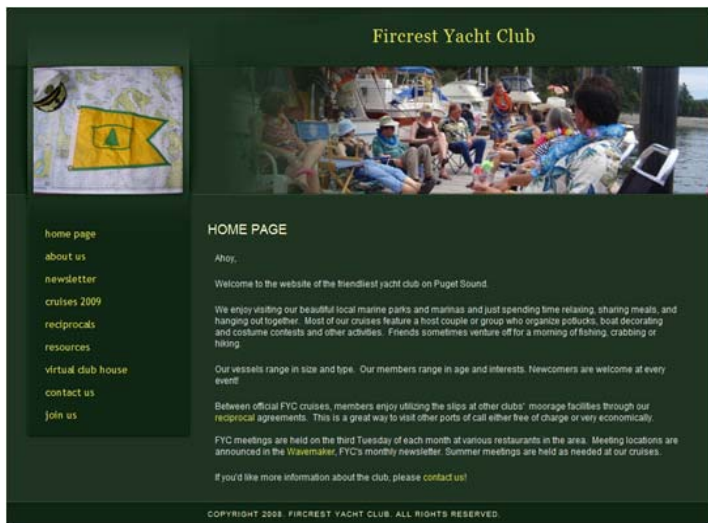 Fircrest Yacht Club
home page
about us
newsletter
cruises 2009
reciprocals
resources
virtual club house
contact us
join us
HOME PAGE
Ahoy,
Welcome to the website of the friendliest yacht club on Puget Sound.
We enjoy visiting our beautiful local marine parks and marinas and just spending time relaxing, sharing meals, and
hanging out together. Most of our cruises feature a host couple or group who organize potlucks, boat decorating
and costume contests and other activities. Friends sometimes venture off for a morning of fishing, crabbing or
hiking.
Our vessels range in size and type. Our members range in age and interests. Newcomers are welcome at every
event!
Between official FYC cruises, members enjoy utilizing the slips at other clubs' moorage facilities through our
reciprocal agreements. This is a great way to visit other ports of call either free of charge or very economically.
FYC meetings are held on the third Tuesday of each month at various restaurants in the area. Meeting locations are
announced in the Wavemaker, FYC's monthly newsletter. Summer meetings are held as needed at our cruises.
If you'd like more information about the club, please contact us!
COPYRIGHT 2008. FIRCREST YACHT CLUB. ALL RIGHTS RESERVED.